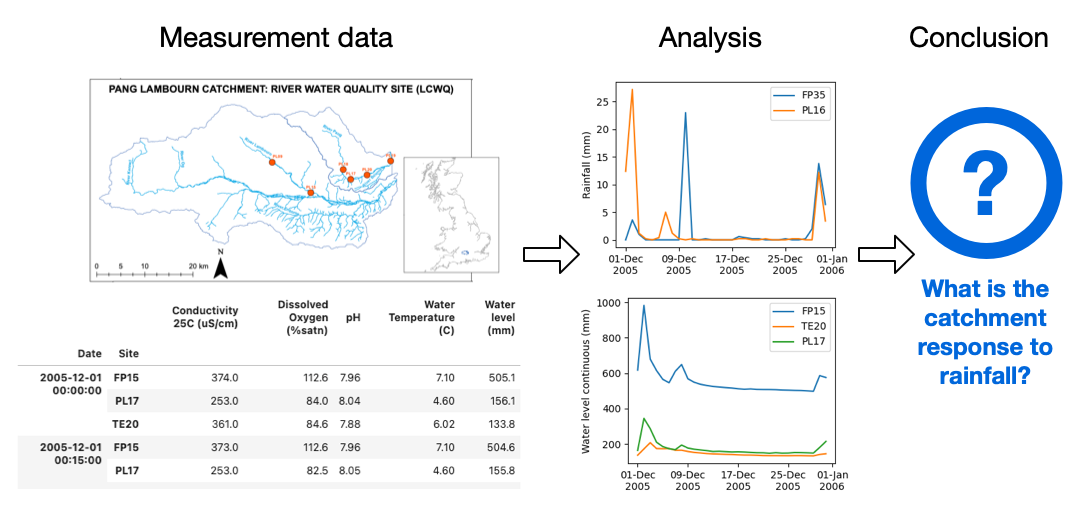 Measurement data
Analysis
Conclusion
PANG LAMBOURN CATCHMENT: RIVER WATER QUALITY SITE (LCWQ)
0 5 10 20 km
N
Conductivity
25C (uS/cm)
Dissolved
Oxygen
(%satn)
pH
Water
Temperature
(C)
Water
level
(mm)
Date Site
2005-12-01
00:00:00
FP15 374.0 112.6 7.96 7.10 505.1
PL17 253.0 84.0 8.04 4.60 156.1
TE20 361.0 84.6 7.88 6.02 133.8
2005-12-01
00:15:00
FP15 373.0 112.6 7.96 7.10 504.6
PL17 253.0 82.5 8.05 4.60 155.8
Rainfall (mm)
25
20
15
10
5
0
FP35
PL16
01-Dec
2005
09-Dec
2005
17-Dec
2005
25-Dec
2005
01-Jan
2006
Water level continuous (mm)
1000
800
600
400
200
FP15
TE20
PL17
01-Dec
2005
09-Dec
2005
17-Dec
2005
25-Dec
2005
01-Jan
2006
?
What is the
catchment
response to
rainfall?